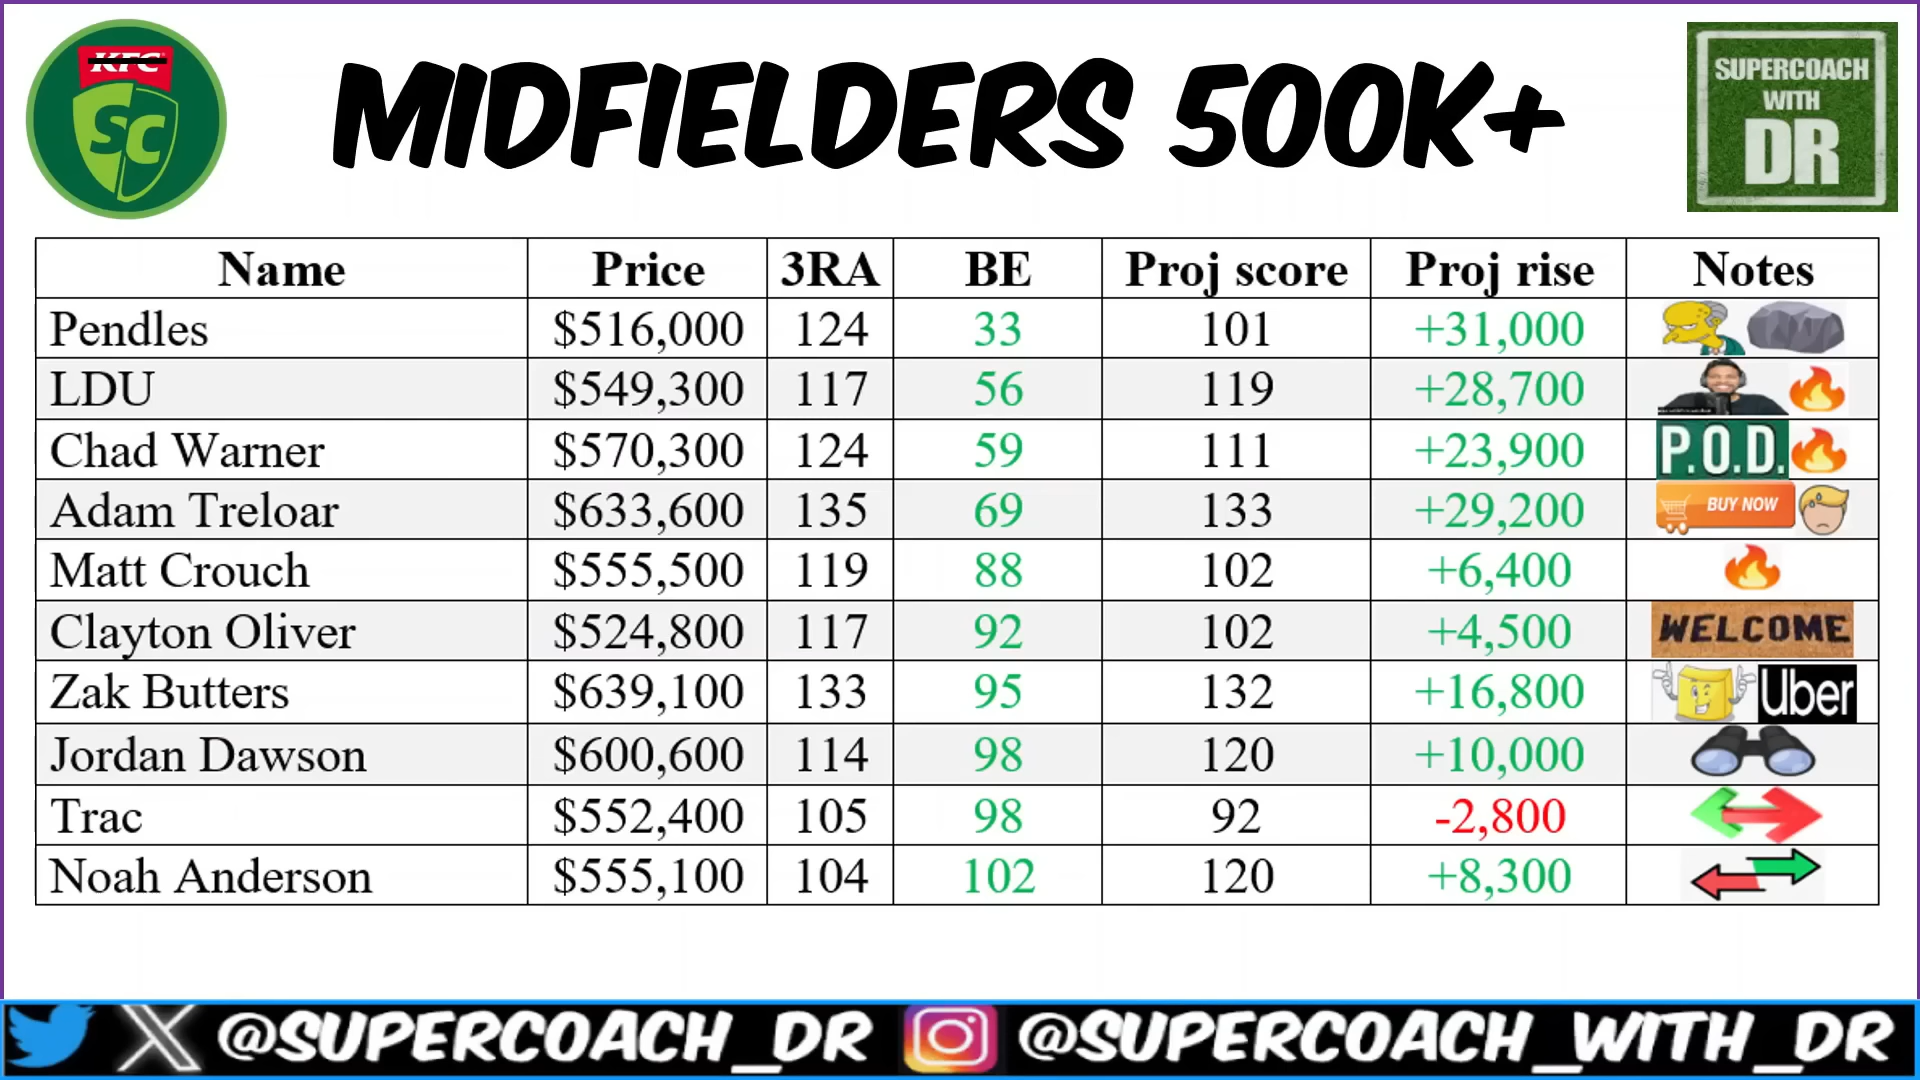 KFC
SC
MIDFIELDERS 500K+
SUPERCOACH
WITH
DR
Name Price 3RA BE Proj score Proj rise Notes
Pendles $516,000 124 33 101 +31,000
LDU $549,300 117 56 119 +28,700
Chad Warner $570,300 124 59 111 +23,900 P.O.D.
Adam Treloar $633,600 135 69 133 +29,200 BUY NOW
Matt Crouch $555,500 119 88 102 +6,400
Clayton Oliver $524,800 117 92 102 +4,500 WELCOME
Zak Butters $639,100 133 95 132 +16,800 Uber
Jordan Dawson $600,600 114 98 120 +10,000
Trac $552,400 105 98 92 -2,800
Noah Anderson $555,100 104 102 120 +8,300
@SUPERCOACH_DR @SUPERCOACH_WITH_DR